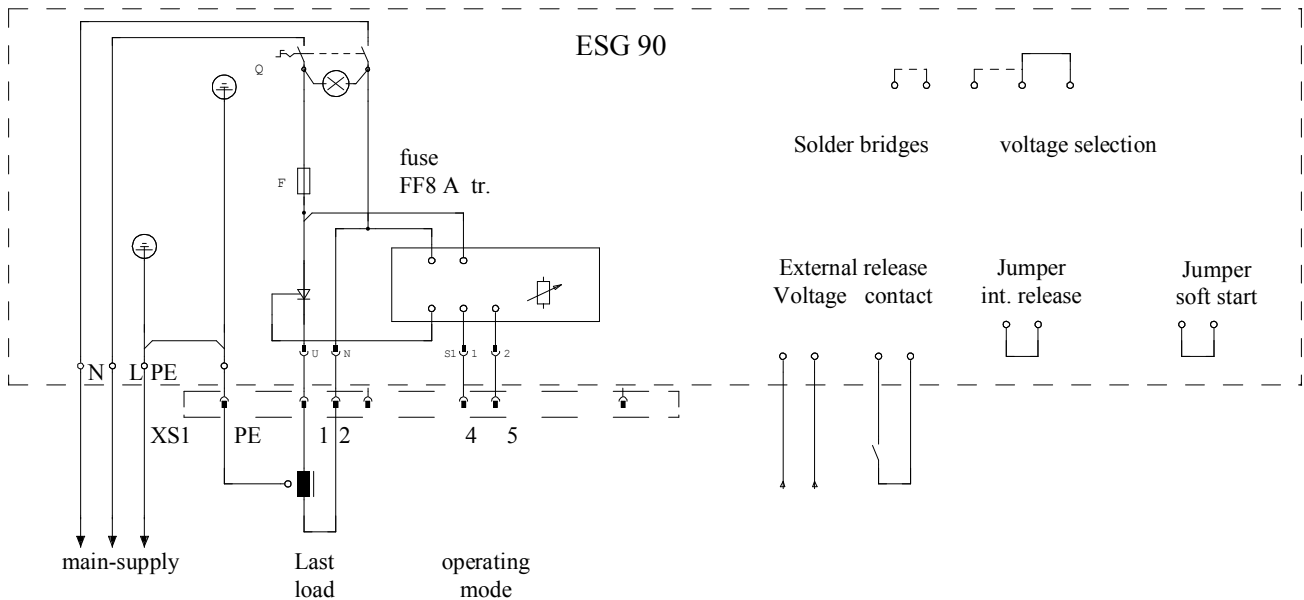 ESG 90
Q
Solder bridges
voltage selection
fuse
FF8 A tr.
F
External release
Voltage contact
Jumper
int. release
Jumper
soft start
U
N
S1
1
2
N
L
PE
XS1
PE
1
2
4
5
main-supply
Last
load
operating
mode